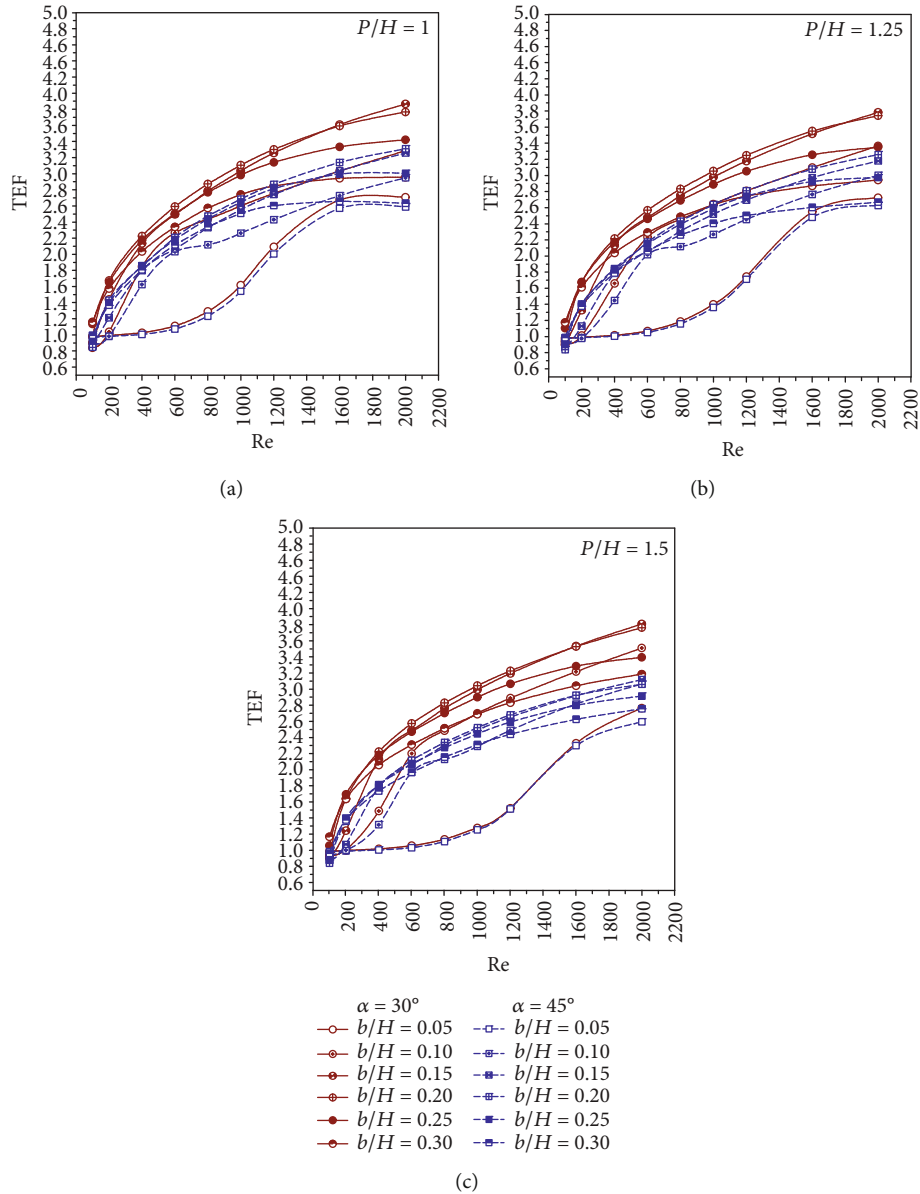 5.0
4.8
4.6
4.4
4.2
4.0
3.8
3.6
3.4
3.2
3.0
2.8
2.6
2.4
2.2
2.0
1.8
1.6
1.4
1.2
1.0
0.8
0.6
TEF
P/H = 1
0 200 400 600 800 1000 1200 1400 1600 1800 2000 2200
Re
(a)
5.0
4.8
4.6
4.4
4.2
4.0
3.8
3.6
3.4
3.2
3.0
2.8
2.6
2.4
2.2
2.0
1.8
1.6
1.4
1.2
1.0
0.8
0.6
TEF
P/H = 1.25
0 200 400 600 800 1000 1200 1400 1600 1800 2000 2200
Re
(b)
5.0
4.8
4.6
4.4
4.2
4.0
3.8
3.6
3.4
3.2
3.0
2.8
2.6
2.4
2.2
2.0
1.8
1.6
1.4
1.2
1.0
0.8
0.6
TEF
P/H = 1.5
0 200 400 600 800 1000 1200 1400 1600 1800 2000 2200
Re
α = 30°
b/H = 0.05
b/H = 0.10
b/H = 0.15
b/H = 0.20
b/H = 0.25
b/H = 0.30
α = 45°
b/H = 0.05
b/H = 0.10
b/H = 0.15
b/H = 0.20
b/H = 0.25
b/H = 0.30
(c)